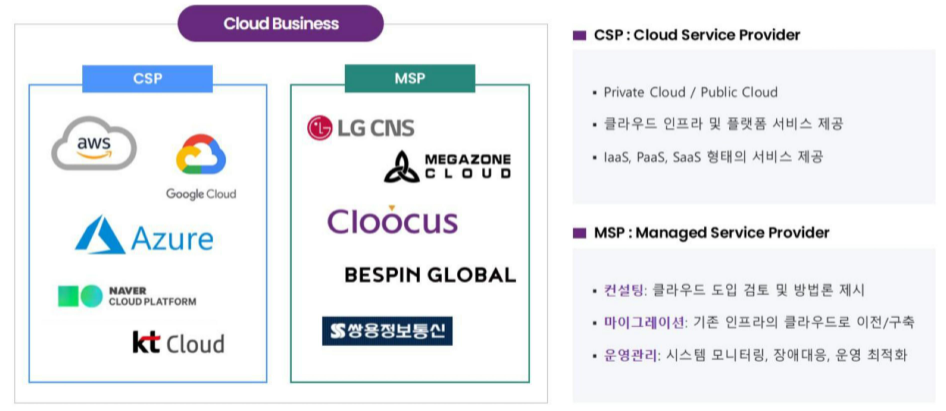 Cloud Business
CSP
aws
Google Cloud
Azure
NAVER
CLOUD PLATFORM
kt Cloud
MSP
LG CNS
MEGAZONE
CLOUD
Cloocus
BESPIN GLOBAL
쌍용정보통신
CSP : Cloud Service Provider
▪ Private Cloud / Public Cloud
▪ 클라우드 인프라 및 플랫폼 서비스 제공
▪ IaaS, PaaS, SaaS 형태의 서비스 제공
MSP : Managed Service Provider
▪ 컨설팅: 클라우드 도입 검토 및 방법론 제시
▪ 마이그레이션: 기존 인프라의 클라우드로 이전/구축
▪ 운영관리: 시스템 모니터링, 장애대응, 운영 최적화